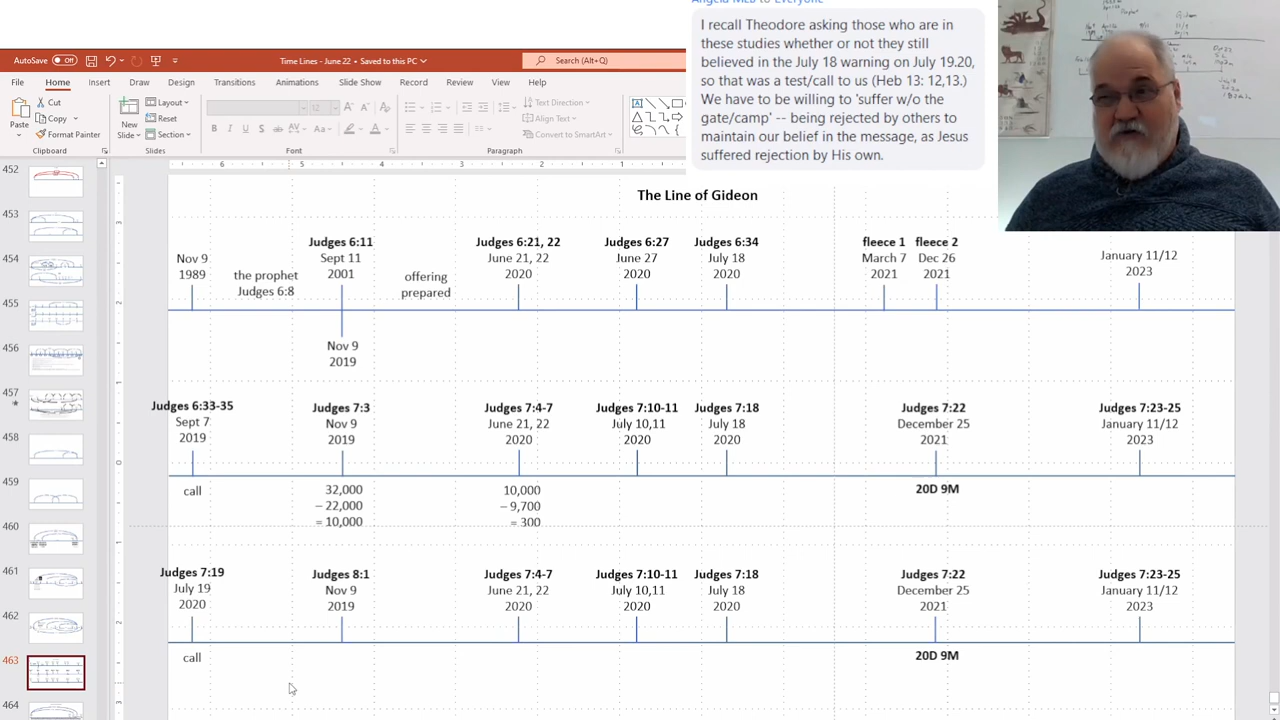 Angela MLB to Everyone
I recall Theodore asking those who are in
these studies whether or not they still
believed in the July 18 warning on July 19.20,
so that was a test/call to us (Heb 13: 12,13.)
We have to be willing to 'suffer w/o the
gate/camp' -- being rejected by others to
maintain our belief in the message, as Jesus
suffered rejection by His own.
AutoSave Off
Time Lines - June 22 • Saved to this PC
Search (Alt+Q)
File Home Insert Draw Design Transitions Animations Slide Show Record Review View Help
Paste
Cut
Copy
Format Painter
Clipboard
New
Slide
Layout
Reset
Section
Slides
Font
Paragraph
Text Direction
Align Text
Convert to SmartArt
6 5 4 3 2 1
452
453
454
455
456
457
458
459
460
461
462
463
464
The Line of Gideon
Nov 9
1989
the prophet
Judges 6:8
Judges 6:11
Sept 11
2001
offering
prepared
Judges 6:21, 22
June 21, 22
2020
Judges 6:27
June 27
2020
Judges 6:34
July 18
2020
fleece 1
March 7
2021
fleece 2
Dec 26
2021
January 11/12
2023
Nov 9
2019
Judges 6:33-35
Sept 7
2019
Judges 7:3
Nov 9
2019
Judges 7:4-7
June 21, 22
2020
Judges 7:10-11
July 10,11
2020
Judges 7:18
July 18
2020
Judges 7:22
December 25
2021
Judges 7:23-25
January 11/12
2023
call
32,000
– 22,000
= 10,000
10,000
– 9,700
= 300
20D 9M
Judges 7:19
July 19
2020
Judges 8:1
Nov 9
2019
Judges 7:4-7
June 21, 22
2020
Judges 7:10-11
July 10,11
2020
Judges 7:18
July 18
2020
Judges 7:22
December 25
2021
Judges 7:23-25
January 11/12
2023
call
20D 9M